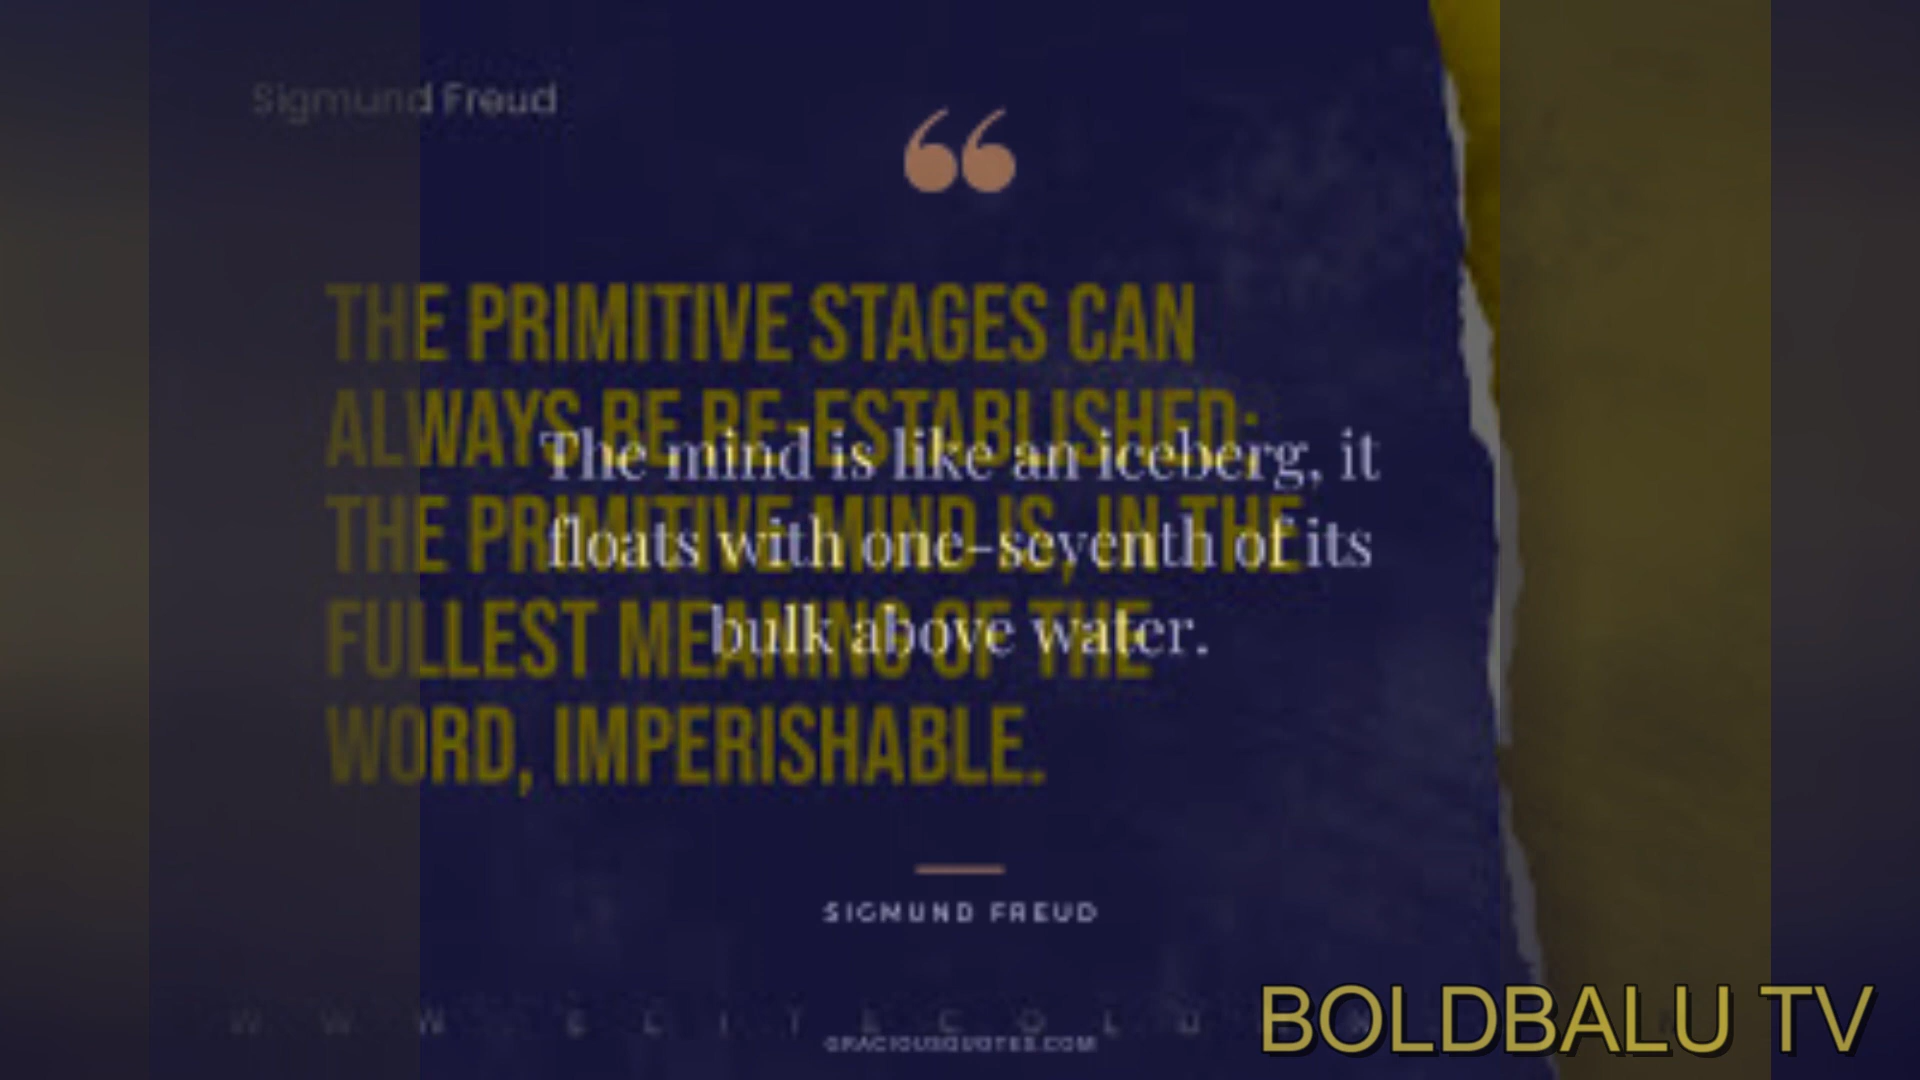 Sigmund Freud
“
THE PRIMITIVE STAGES CAN
ALWAYS BE RE-ESTABLISHED;
THE PRIMITIVE MIND IS, IN THE
FULLEST MEANING OF THE
WORD, IMPERISHABLE.
The mind is like an iceberg, it
floats with one-seventh of its
bulk above water.
SIGMUND FREUD
GRACIOUSQUOTES.COM
BOLDBALU TV